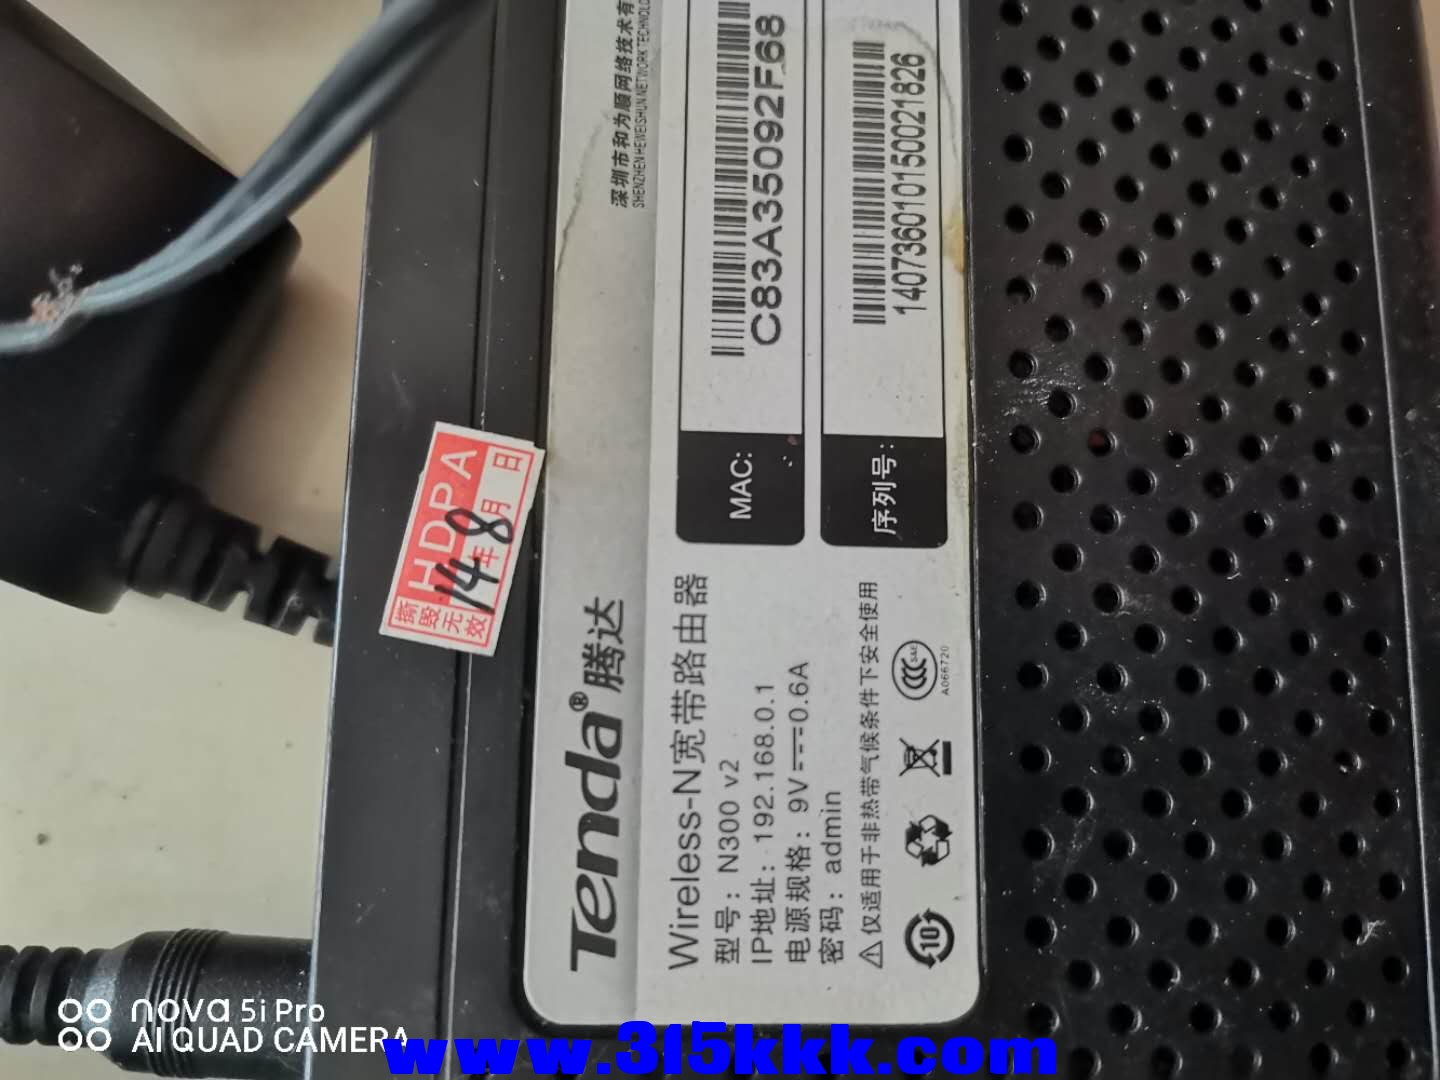 Tenda® 腾达
深圳市和为顺网络技术有
SHENZHEN HEWEISHUN NETWORK TECHNOLO
Wireless-N宽带路由器
型号: N300 v2
IP地址: 192.168.0.1
电源规格: 9V⎓0.6A
密码: admin
⚠仅适用于非热带气候条件下安全使用
10
A066720
MAC:
C83A35092F68
序列号:
14073601015002 1826
HDPA
14年8月日
撕毁无效
nova 5i Pro
AI QUAD CAMERA
www.315kkk.com